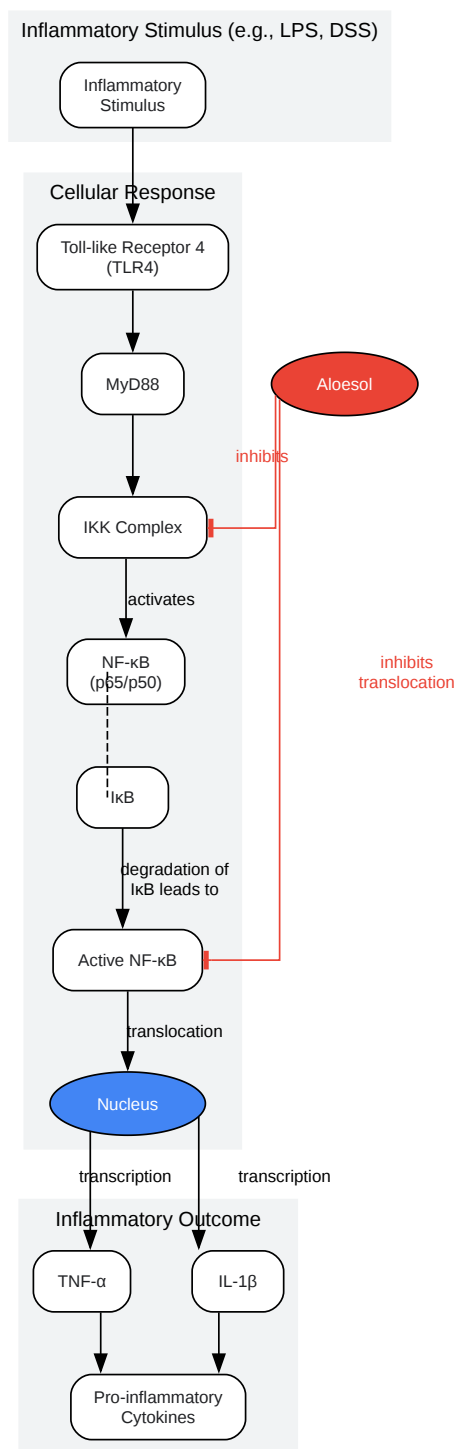 Inflammatory Stimulus (e.g., LPS, DSS)
Inflammatory
Stimulus
Cellular Response
Toll-like Receptor 4
(TLR4)
MyD88
Aloesol
inhibits
IKK Complex
activates
NF-κB
(p65/p50)
inhibits
translocation
IκB
degradation of
IκB leads to
Active NF-κB
translocation
Nucleus
transcription
transcription
Inflammatory Outcome
TNF-α
IL-1β
Pro-inflammatory
Cytokines